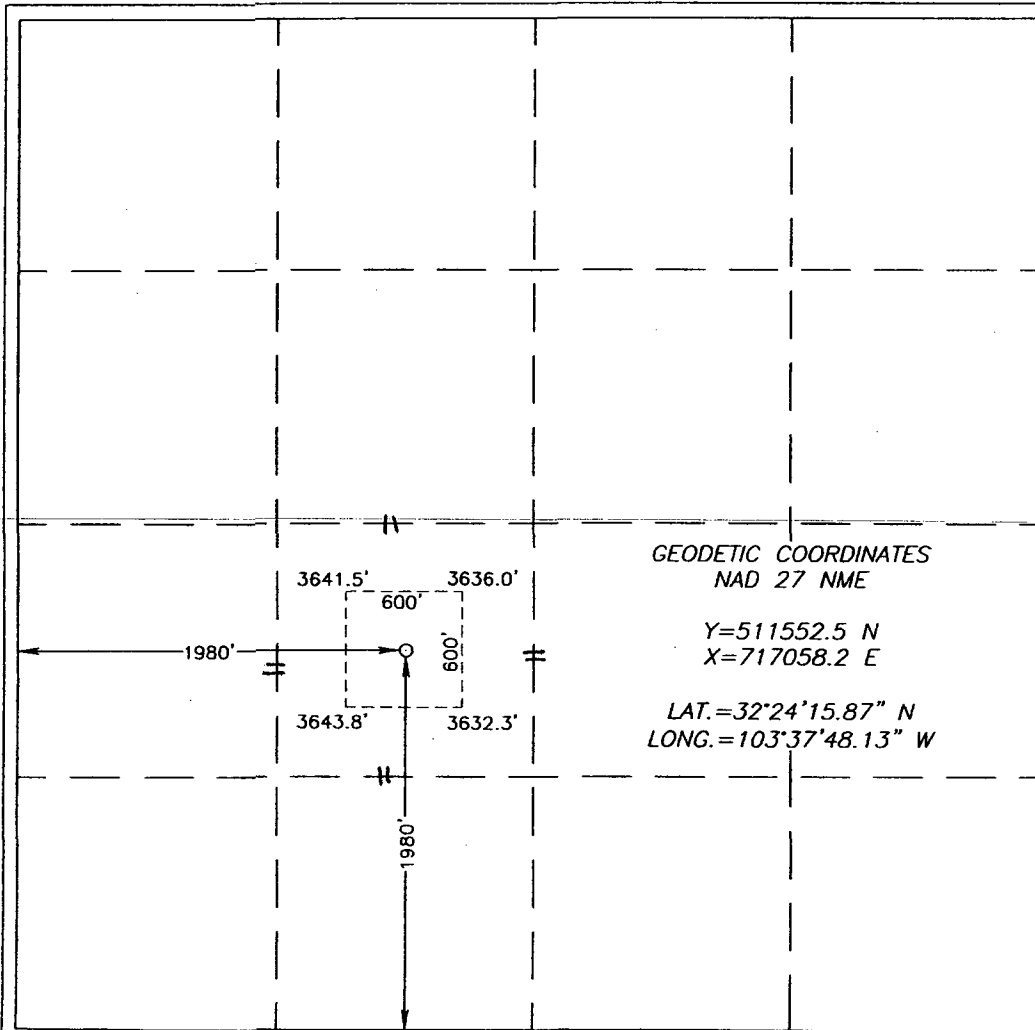 GEODETIC COORDINATES
NAD 27 NME
3641.5' 3636.0'
600'
600'
Y=511552.5 N
X=717058.2 E
1980'
3643.8' 3632.3'
LAT.=32°24'15.87" N
LONG.=103°37'48.13" W
1980'